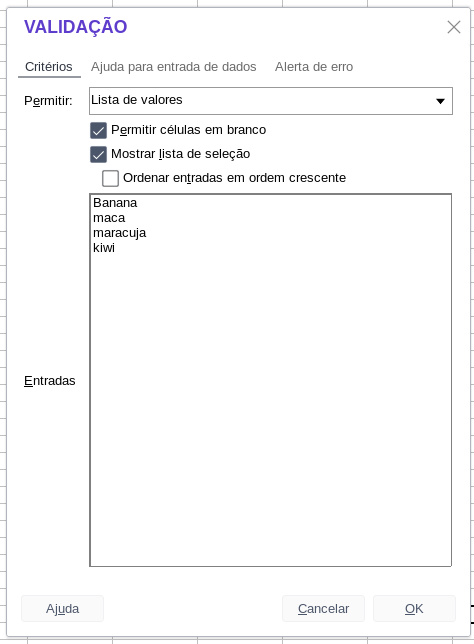 VALIDAÇÃO
Critérios Ajuda para entrada de dados Alerta de erro
Permitir: Lista de valores
Permitir células em branco
Mostrar lista de seleção
Ordenar entradas em ordem crescente
Banana
maca
maracuja
kiwi
Entradas
Ajuda Cancelar OK